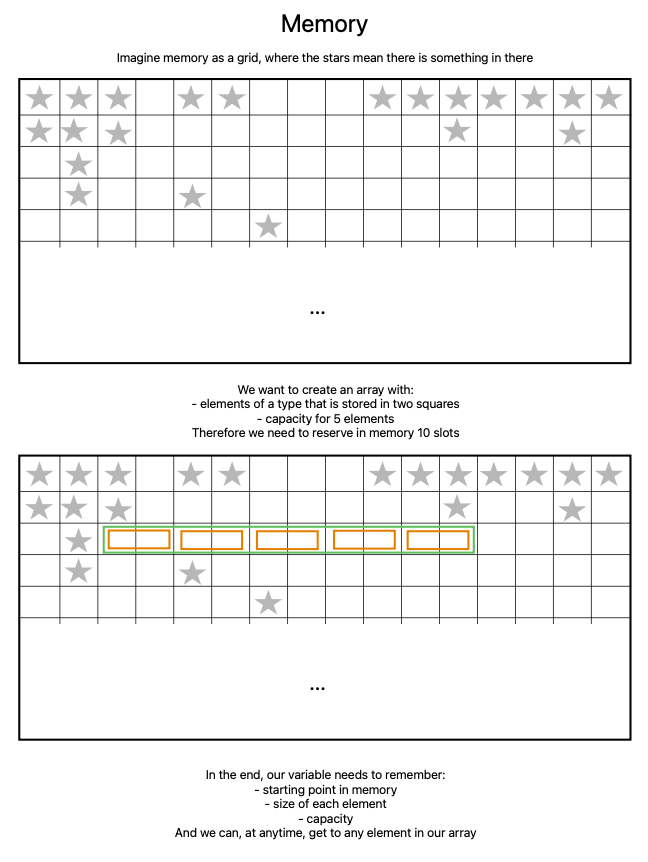 Memory
Imagine memory as a grid, where the stars mean there is something in there
...
We want to create an array with:
- elements of a type that is stored in two squares
- capacity for 5 elements
Therefore we need to reserve in memory 10 slots
...
In the end, our variable needs to remember:
- starting point in memory
- size of each element
- capacity
And we can, at anytime, get to any element in our array